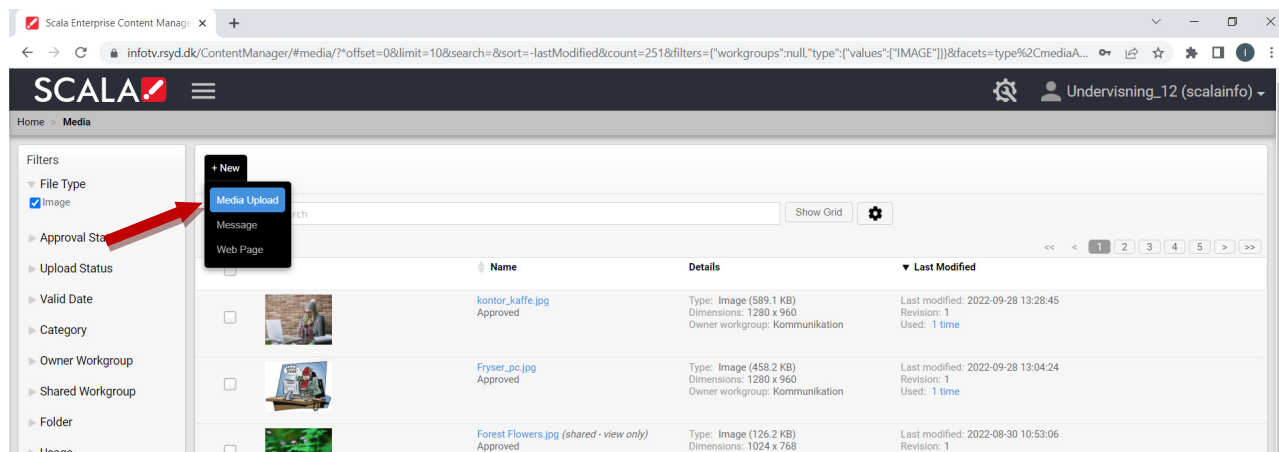 Scala Enterprise Content Manage
infotv.rsyd.dk/ContentManager/#media/?*offset=0&limit=10&search=&sort=-lastModified&count=251&filters={"workgroups":null,"type":{"values":["IMAGE"]}}&facets=type%2CmediaA...
I
SCALA
Undervisning_12 (scalainfo)
Home > Media
Filters
File Type
Image
Approval Sta
Upload Status
Valid Date
Category
Owner Workgroup
Shared Workgroup
Folder
+ New
Media Upload
Message
Web Page
rch
Show Grid
<< < 1 2 3 4 5 > >>
Name Details Last Modified
kontor_kaffe.jpg
Approved
Type: Image (589.1 KB)
Dimensions: 1280 x 960
Owner workgroup: Kommunikation
Last modified: 2022-09-28 13:28:45
Revision: 1
Used: 1 time
Fryser_pc.jpg
Approved
Type: Image (458.2 KB)
Dimensions: 1280 x 960
Owner workgroup: Kommunikation
Last modified: 2022-09-28 13:04:24
Revision: 1
Used: 1 time
Forest Flowers.jpg (shared - view only)
Approved
Type: Image (126.2 KB)
Dimensions: 1024 x 768
Last modified: 2022-08-30 10:53:06
Revision: 1